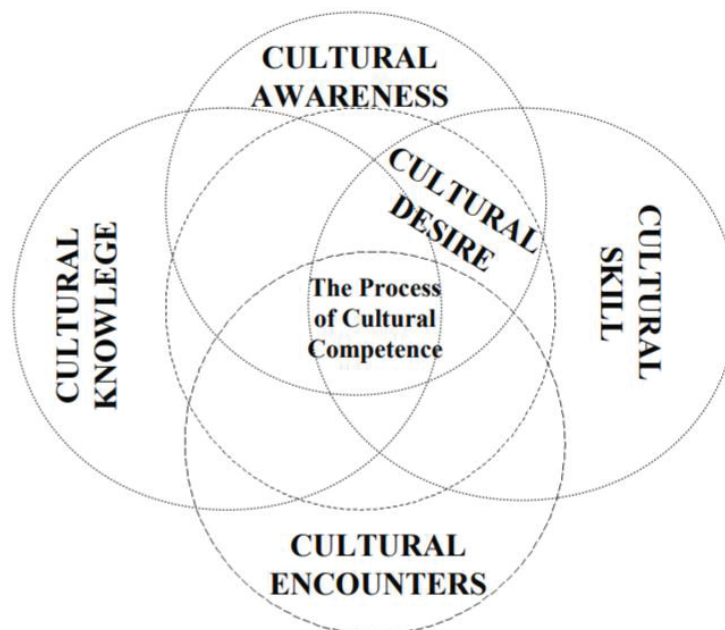 CULTURAL
AWARENESS
CULTURAL
DESIRE
CULTURAL
KNOWLEGE
The Process
of Cultural
Competence
CULTURAL
SKILL
CULTURAL
ENCOUNTERS